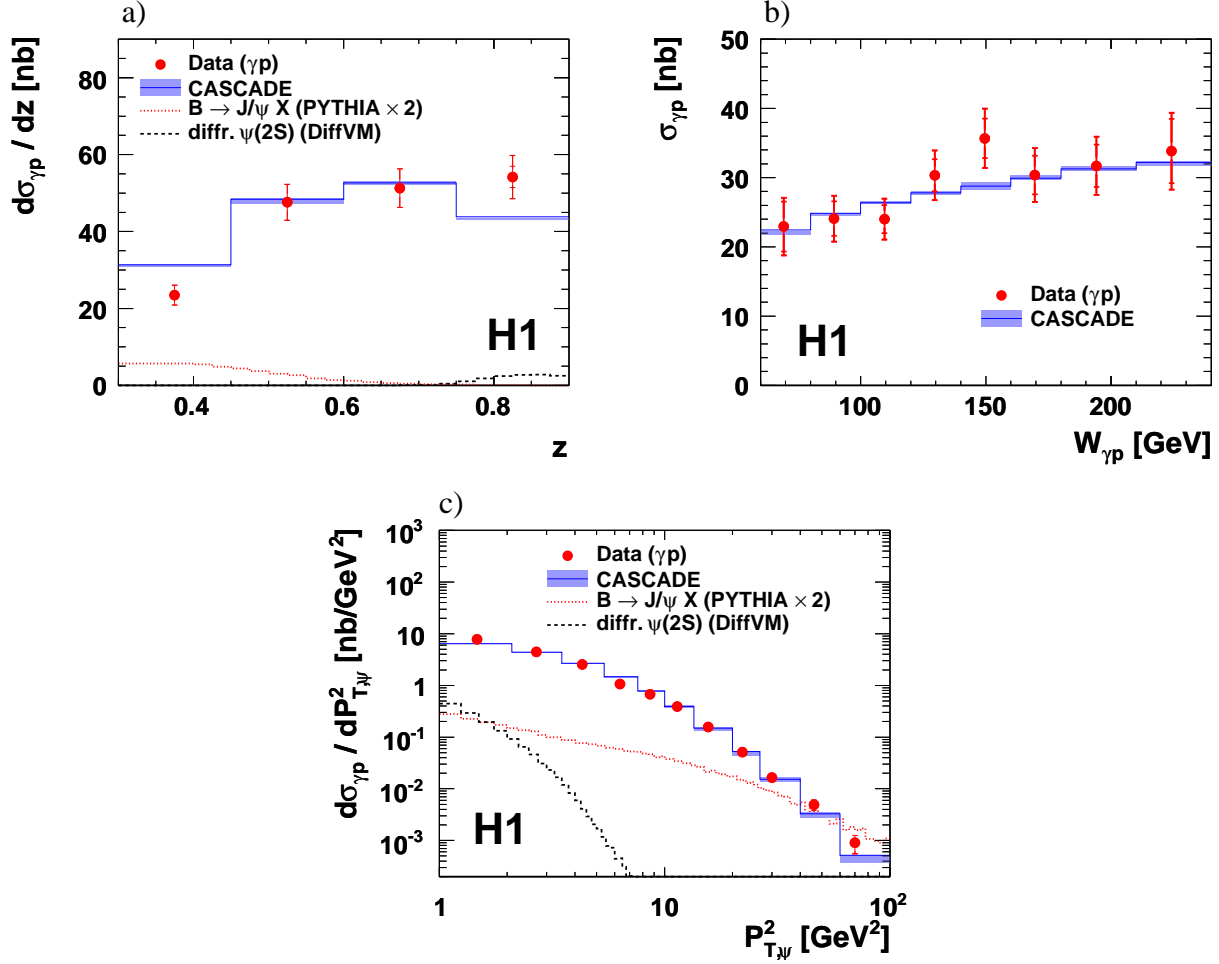 a)
dσγp / dz [nb]
80
60
40
20
0
0.4
0.6
0.8
z
Data (γp)
CASCADE
B → J/ψ X (PYTHIA × 2)
diffr. ψ(2S) (DiffVM)
H1
b)
σγp [nb]
50
40
30
20
10
0
100
150
200
Wγp [GeV]
Data (γp)
CASCADE
H1
c)
dσγp / dP²T,ψ [nb/GeV²]
10³
10²
10
1
10⁻¹
10⁻²
10⁻³
1
10
10²
P²T,ψ [GeV²]
Data (γp)
CASCADE
B → J/ψ X (PYTHIA × 2)
diffr. ψ(2S) (DiffVM)
H1